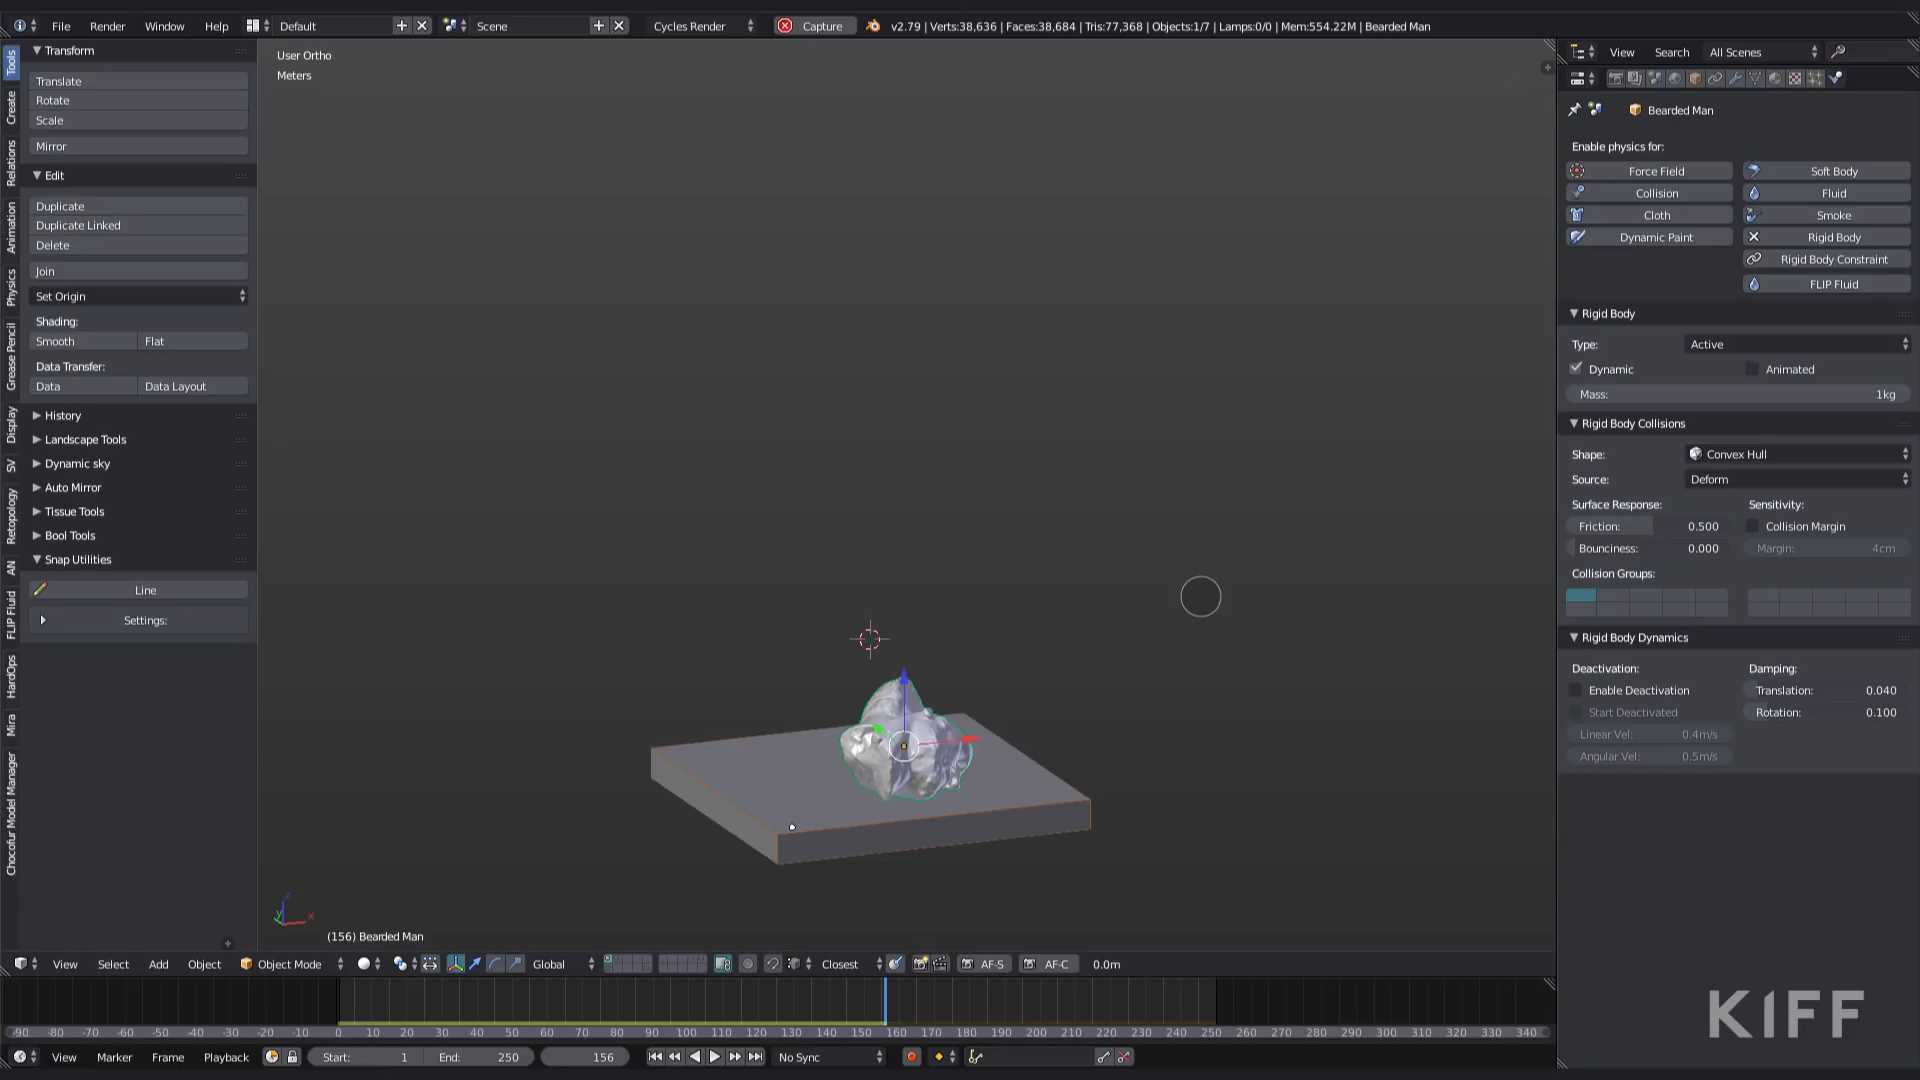 File Render Window Help Default Scene Cycles Render Capture v2.79 | Verts:38,636 | Faces:38,684 | Tris:77,368 | Objects:1/7 | Lamps:0/0 | Mem:554.22M | Bearded Man
Tools
Create
Relations
Animation
Physics
Grease Pencil
Display
SV
Retopology
AN
FLIP Fluid
HardOps
Mira
Chocofur Model Manager
Transform
Translate
Rotate
Scale
Mirror
Edit
Duplicate
Duplicate Linked
Delete
Join
Set Origin
Shading:
Smooth Flat
Data Transfer:
Data Data Layout
History
Landscape Tools
Dynamic sky
Auto Mirror
Tissue Tools
Bool Tools
Snap Utilities
Line
Settings:
User Ortho
Meters
z
y x
(156) Bearded Man
View Search All Scenes
Bearded Man
Enable physics for:
Force Field Soft Body
Collision Fluid
Cloth Smoke
Dynamic Paint Rigid Body
Rigid Body Constraint
FLIP Fluid
Rigid Body
Type: Active
Dynamic Animated
Mass: 1kg
Rigid Body Collisions
Shape: Convex Hull
Source: Deform
Surface Response: Sensitivity:
Friction: 0.500 Collision Margin
Bounciness: 0.000 Margin: 4cm
Collision Groups:
Rigid Body Dynamics
Deactivation: Damping:
Enable Deactivation Translation: 0.040
Start Deactivated Rotation: 0.100
Linear Vel: 0.4m/s
Angular Vel: 0.5m/s
View Select Add Object Object Mode Global Closest AF-S AF-C 0.0m
-90 -80 -70 -60 -50 -40 -30 -20 -10 0 10 20 30 40 50 60 70 80 90 100 110 120 130 140 150 160 170 180 190 200 210 220 230 240 250 260 270 280 290 300 310 320 330 340
View Marker Frame Playback Start: 1 End: 250 156 No Sync
KIFF